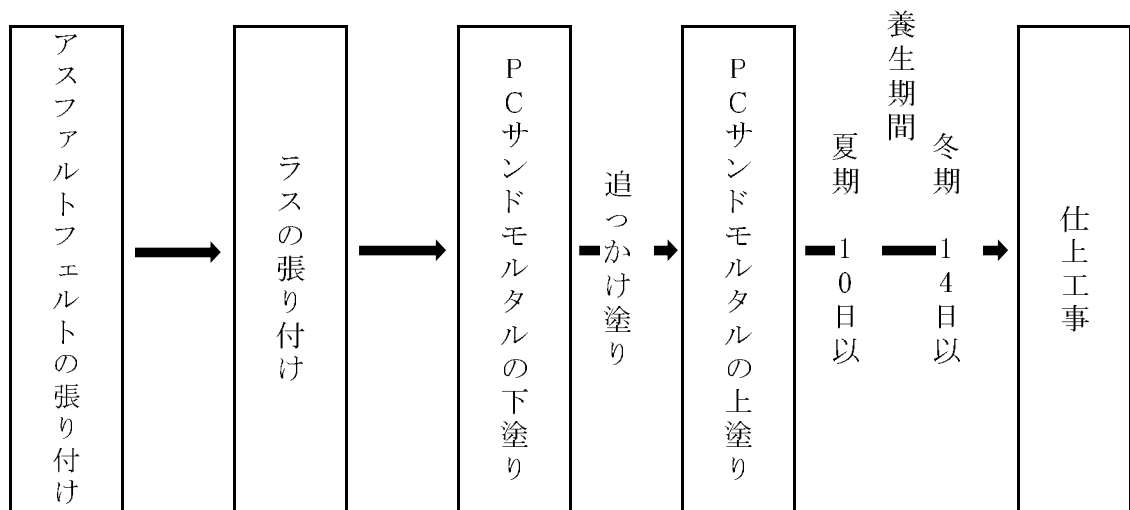 アスファルトフェルトの張り付け
ラスの張り付け
PCサンドモルタルの下塗り
追っかけ塗り
PCサンドモルタルの上塗り
養生期間
夏期 10日以
冬期 14日以
仕上工事